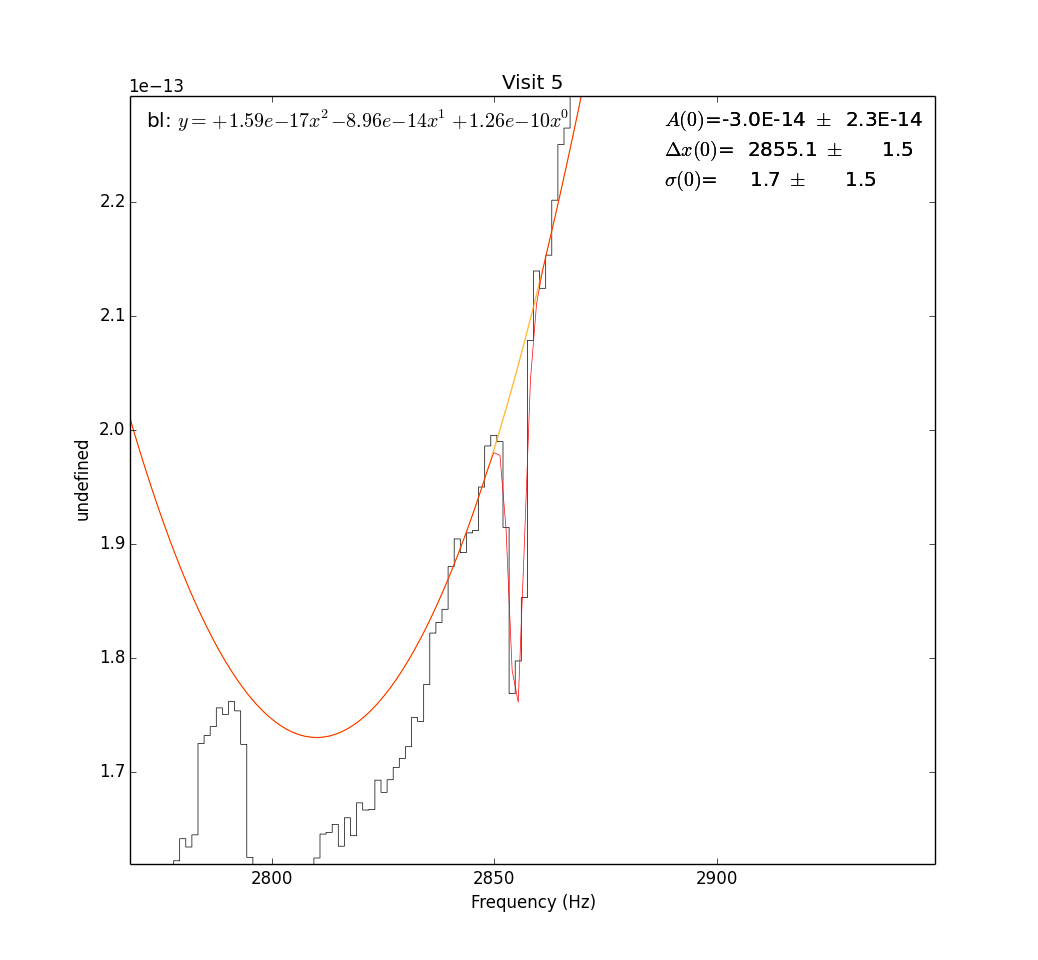 Visit 5
1e−13
bl: y = +1.59e−17x² −8.96e−14x¹ +1.26e−10x⁰
A(0)=-3.0E-14 ± 2.3E-14
Δx(0)= 2855.1 ± 1.5
σ(0)= 1.7 ± 1.5
2.2
2.1
2.0
1.9
1.8
1.7
undefined
2800 2850 2900
Frequency (Hz)